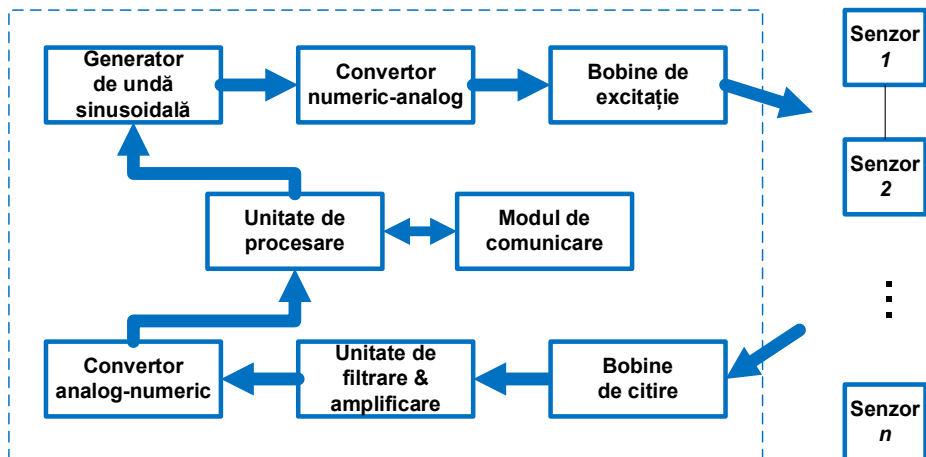 Generator
de undă
sinusoidală
Convertor
numeric-analog
Bobine de
excitație
Senzor
1
Senzor
2
Unitate de
procesare
Modul de
comunicare
Convertor
analog-numeric
Unitate de
filtrare &
amplificare
Bobine
de citire
Senzor
n